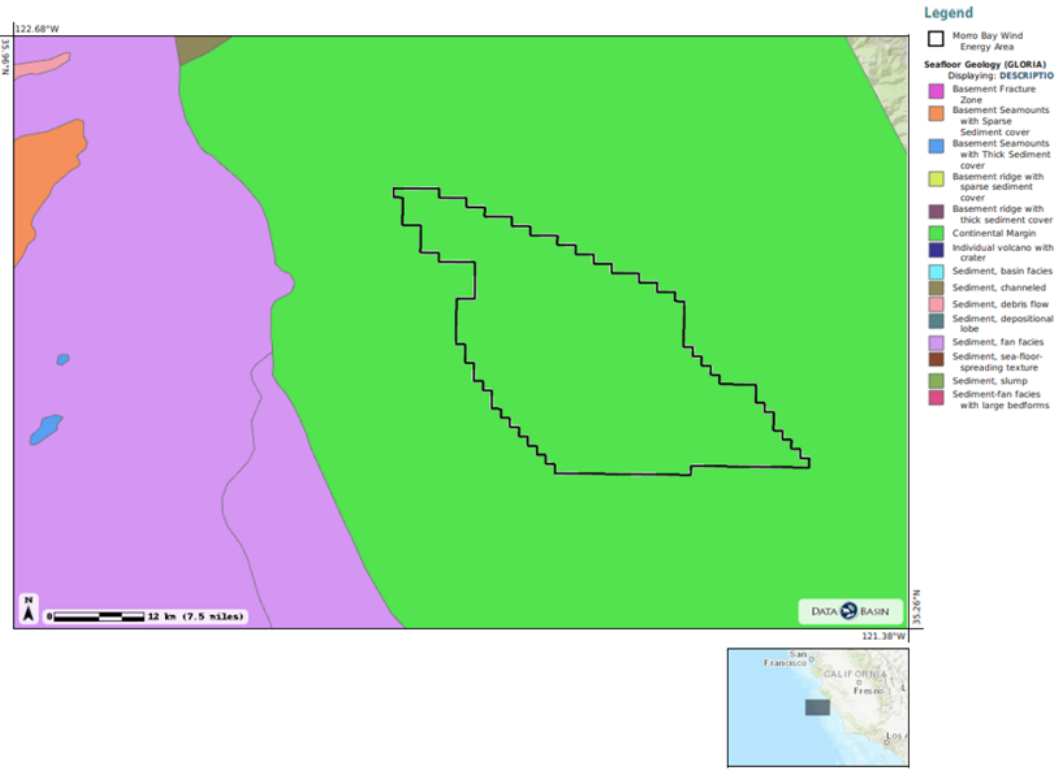 122.68°W
35.96°N
N
0 12 km (7.5 miles)
DATA BASIN
35.26°N
121.38°W
Legend
Morro Bay Wind
Energy Area
Seafloor Geology (GLORIA)
Displaying: DESCRIPTIO
Basement Fracture
Zone
Basement Seamounts
with Sparse
Sediment cover
Basement Seamounts
with Thick Sediment
cover
Basement ridge with
sparse sediment
cover
Basement ridge with
thick sediment cover
Continental Margin
Individual volcano with
crater
Sediment, basin facies
Sediment, channeled
Sediment, debris flow
Sediment, depositional
lobe
Sediment, fan facies
Sediment, sea-floor-
spreading texture
Sediment, slump
Sediment-fan facies
with large bedforms
San
Francisco
CALIFORNIA
Fresno
L
Los A